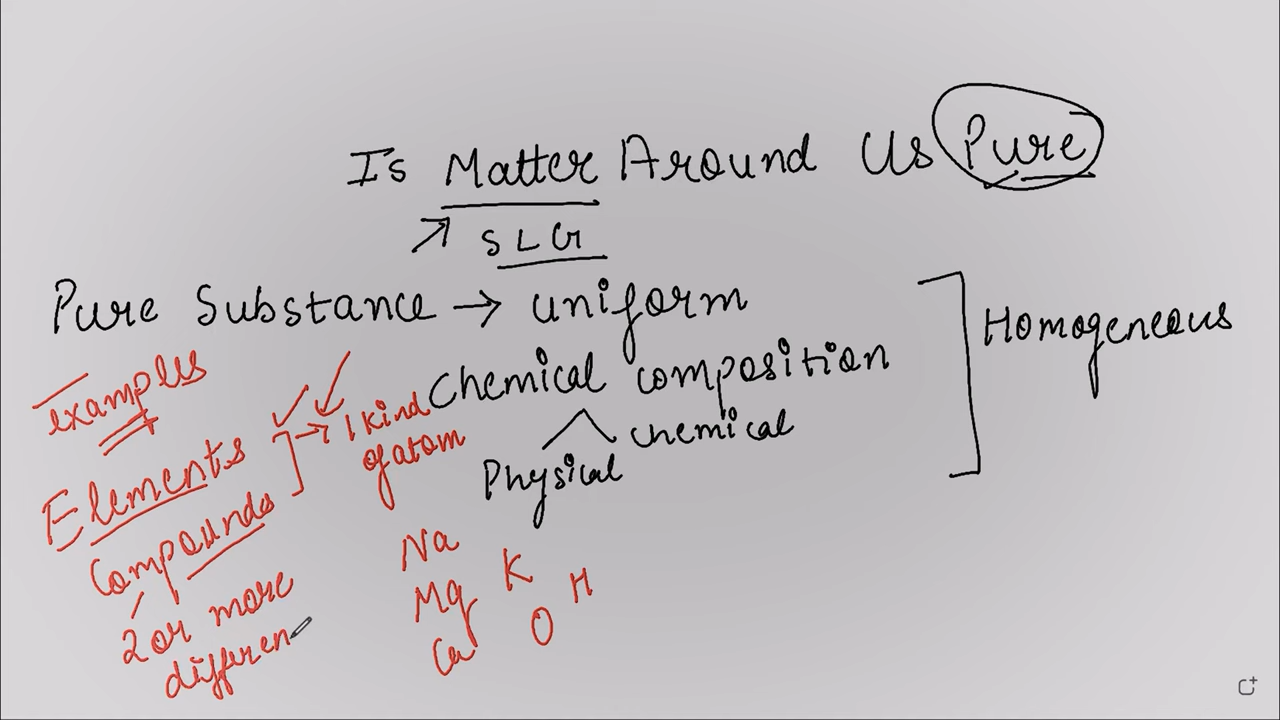 Is Matter Around Us Pure
SLG
Pure Substance → uniform
Chemical composition
Physical chemical
Homogeneous
examples
Elements → 1 kind
of atom
Compounds
2 or more
differen
Na K H
Mg O
Ca